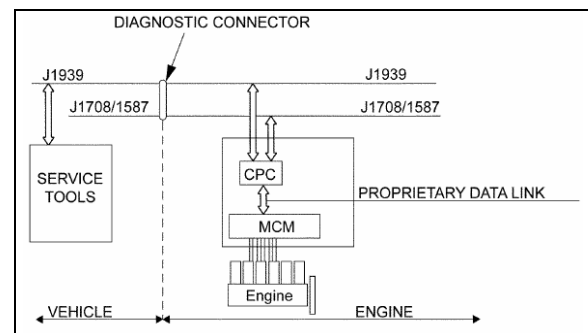 DIAGNOSTIC CONNECTOR
J1939
J1939
J1708/1587
J1708/1587
SERVICE
TOOLS
CPC
PROPRIETARY DATA LINK
MCM
Engine
VEHICLE
ENGINE